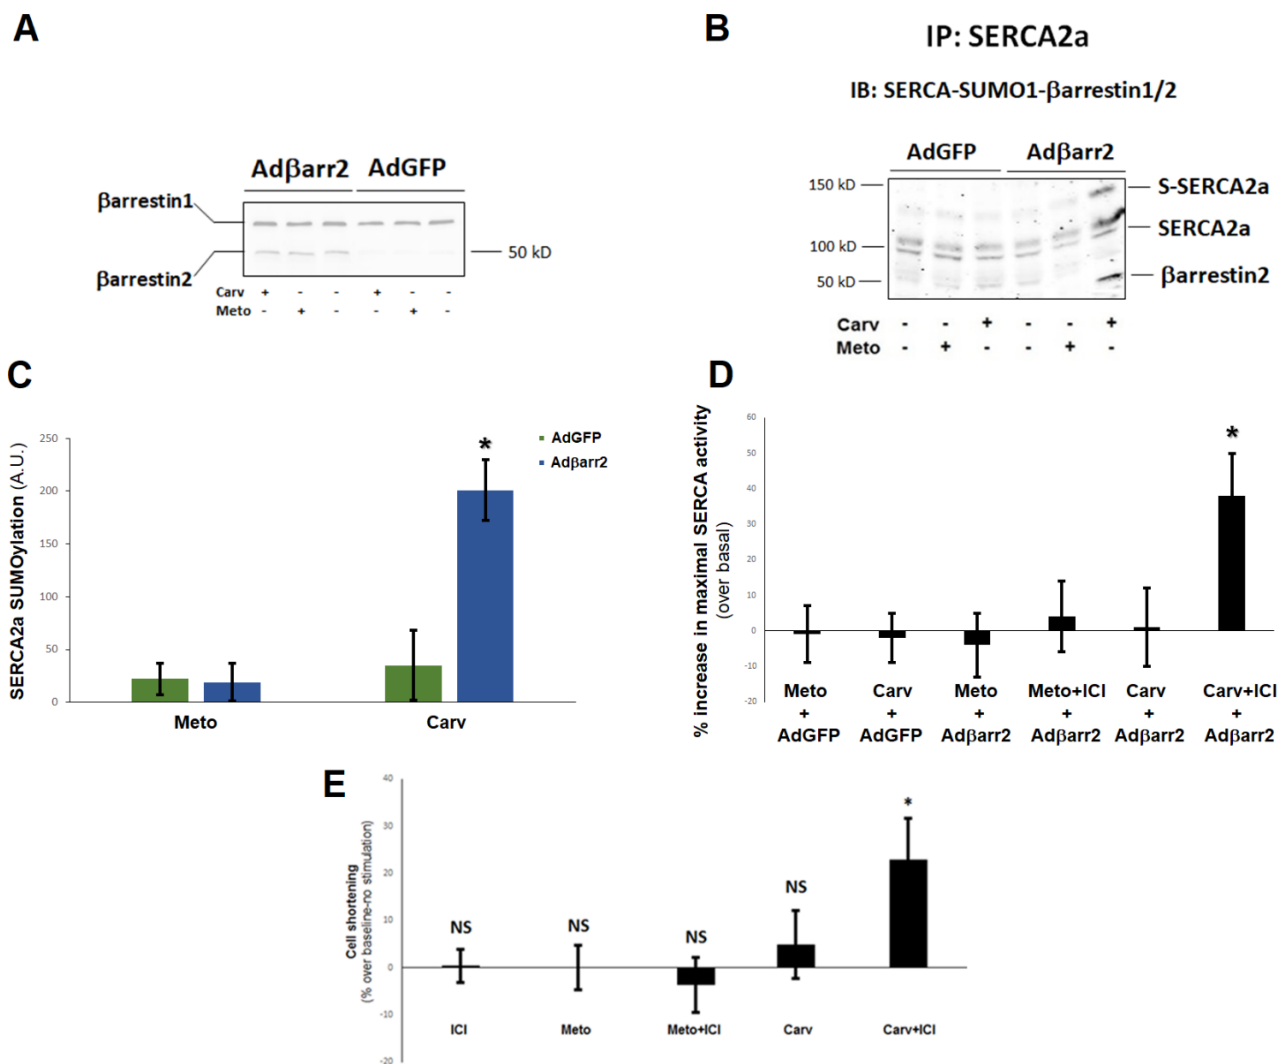 A
Adβarr2 AdGFP
βarrestin1
βarrestin2
50 kD
Carv + - - + - -
Meto - + - - + -
B
IP: SERCA2a
IB: SERCA-SUMO1-βarrestin1/2
AdGFP Adβarr2
150 kD
100 kD
50 kD
S-SERCA2a
SERCA2a
βarrestin2
Carv - - + - - +
Meto - + - - + -
C
SERCA2a SUMOylation (A.U.)
250
200
150
100
50
0
*
AdGFP
Adβarr2
Meto Carv
D
% increase in maximal SERCA activity
(over basal)
60
50
40
30
20
10
0
-10
-20
*
Meto Carv Meto Meto+ICI Carv Carv+ICI
+ + + + + +
AdGFP AdGFP Adβarr2 Adβarr2 Adβarr2 Adβarr2
E
Cell shortening
(% over baseline-no stimulation)
40
30
20
10
0
-10
-20
NS NS NS NS *
ICI Meto Meto+ICI Carv Carv+ICI